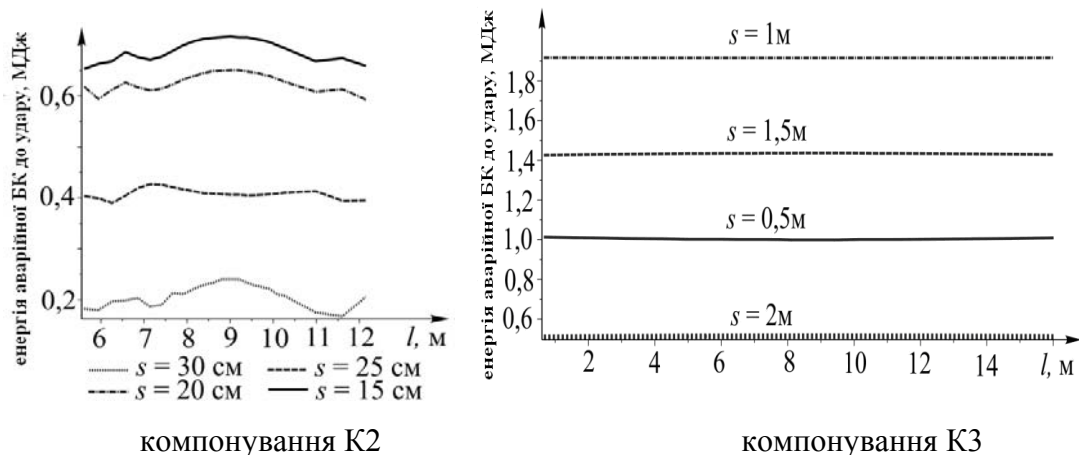 енергія аварійної БК до удару, МДж
0,6
0,4
0,2
6 7 8 9 10 11 12 l, м
s = 30 см s = 25 см
s = 20 см s = 15 см
компонування К2
енергія аварійної БК до удару, МДж
s = 1м
1,8
1,6
s = 1,5м
1,4
1,2
s = 0,5м
1,0
0,8
s = 2м
0,6
2 4 6 8 10 12 14 l, м
компонування К3